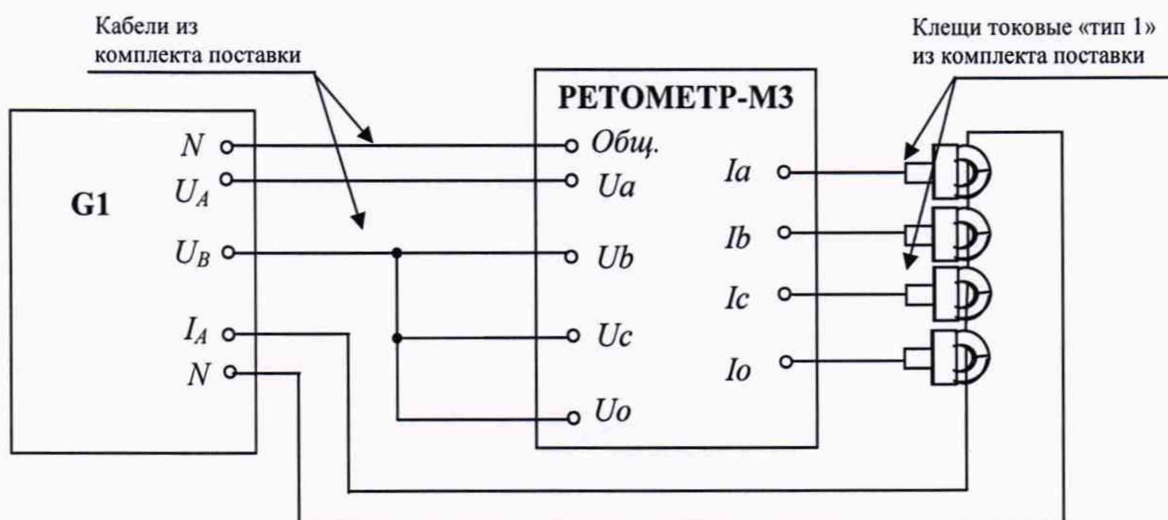 Кабели из
комплекта поставки
Клещи токовые «тип 1»
из комплекта поставки
G1
N
U_A
U_B
I_A
N
РЕТОМЕТР-М3
Общ.
Ua
Ub
Uc
Uo
Ia
Ib
Ic
Io